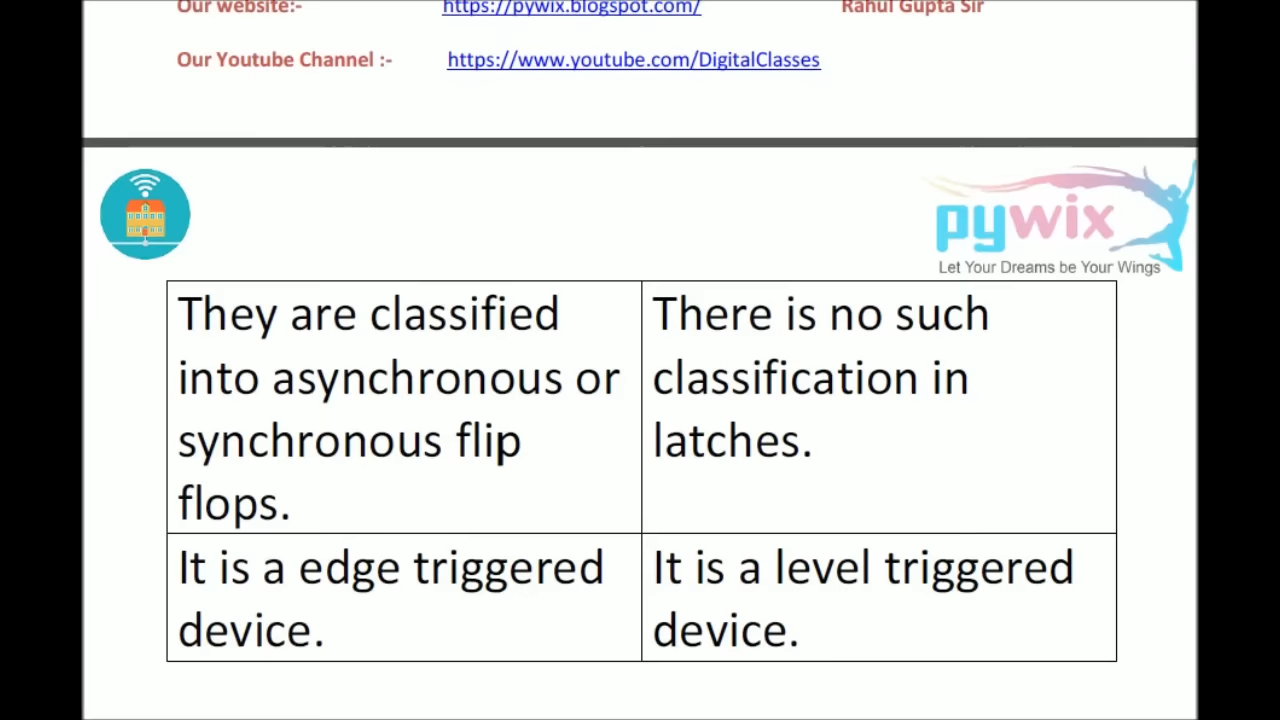 Our website:- https://pywix.blogspot.com/ Rahul Gupta Sir
Our Youtube Channel :- https://www.youtube.com/DigitalClasses
pywix
Let Your Dreams be Your Wings
They are classified
into asynchronous or
synchronous flip
flops.
There is no such
classification in
latches.
It is a edge triggered
device.
It is a level triggered
device.